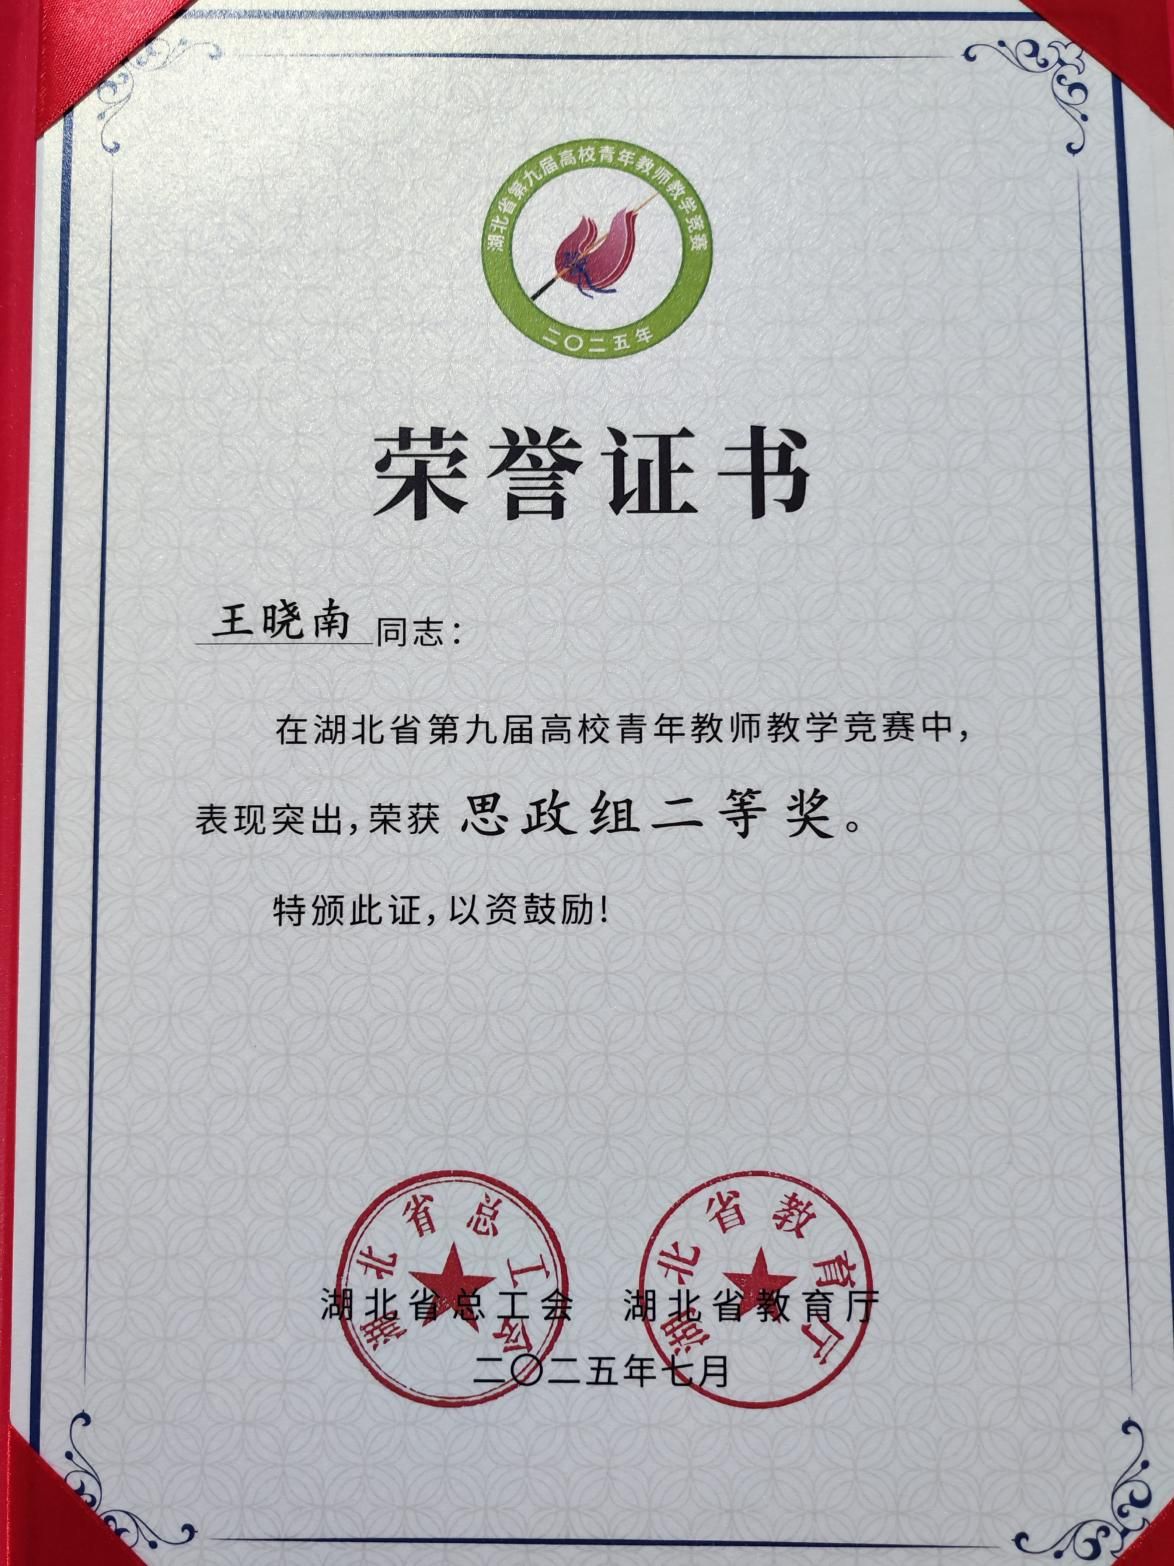 湖北省第九届高校青年教师教学竞赛
二〇二五年
荣誉证书
王晓南同志：
在湖北省第九届高校青年教师教学竞赛中，
表现突出，荣获 思政组二等奖。
特颁此证，以资鼓励！
湖北省总工会
湖北省教育厅
湖北省总工会 湖北省教育厅
二〇二五年七月